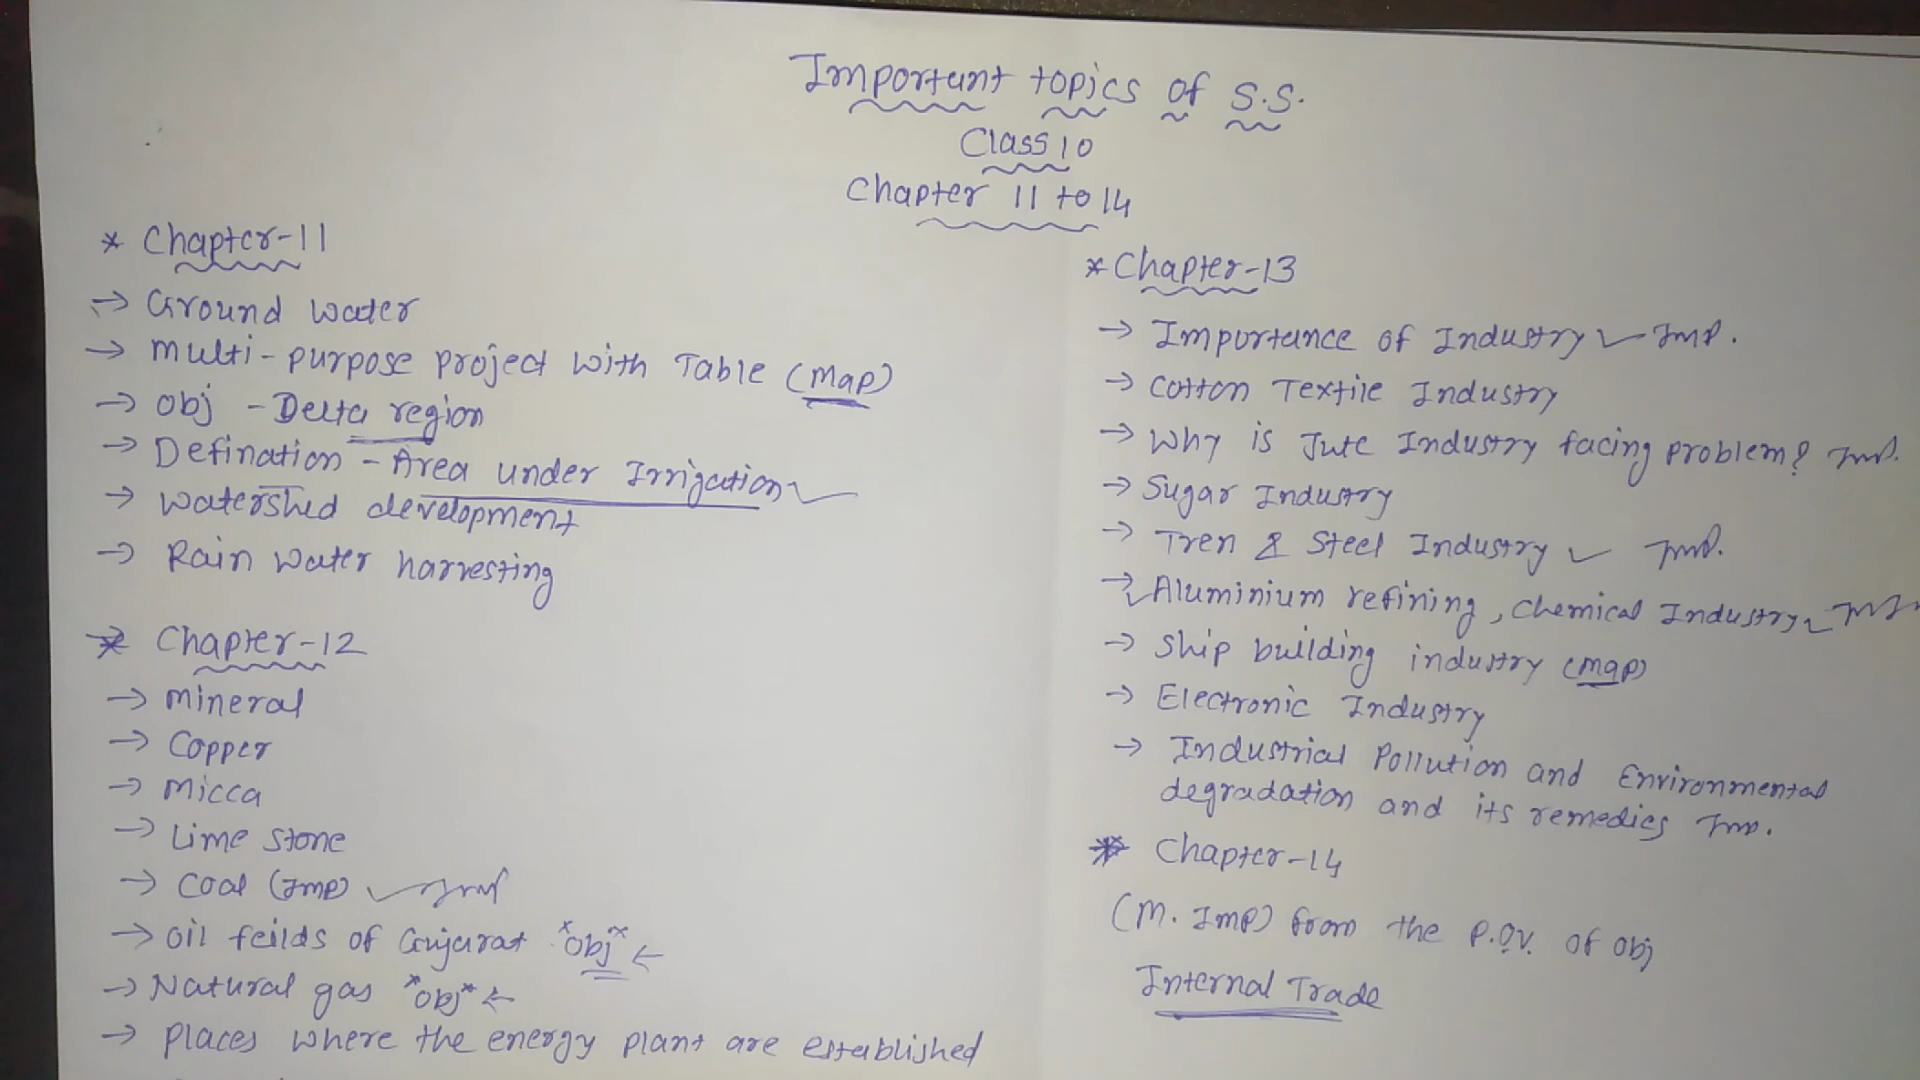 Important topics of S.S.
Class 10
Chapter 11 to 14
* Chapter-11
→ Ground water
→ Multi-purpose project with Table (Map)
→ Obj - Delta region
→ Defination - Area under Irrigation
→ Watershed development
→ Rain water harvesting
* Chapter-12
→ Mineral
→ Copper
→ Micca
→ Lime stone
→ Coal (Imp) ✓ Imp
→ Oil feilds of Gujarat *Obj* ←
→ Natural gas *Obj* ←
→ Places where the energy plant are established
* Chapter-13
→ Importance of Industry ✓ Imp.
→ Cotton Textile Industry
→ Why is Jute Industry facing problem? Imp.
→ Sugar Industry
→ Iren & Steel Industry ✓ Imp.
→ Aluminium refining, Chemical Industry
→ Ship building industry (Map)
→ Electronic Industry
→ Industrial Pollution and Environmental
degradation and its remedies Imp.
* Chapter-14
(M. Imp) from the P.O.V. of Obj
Internal Trade